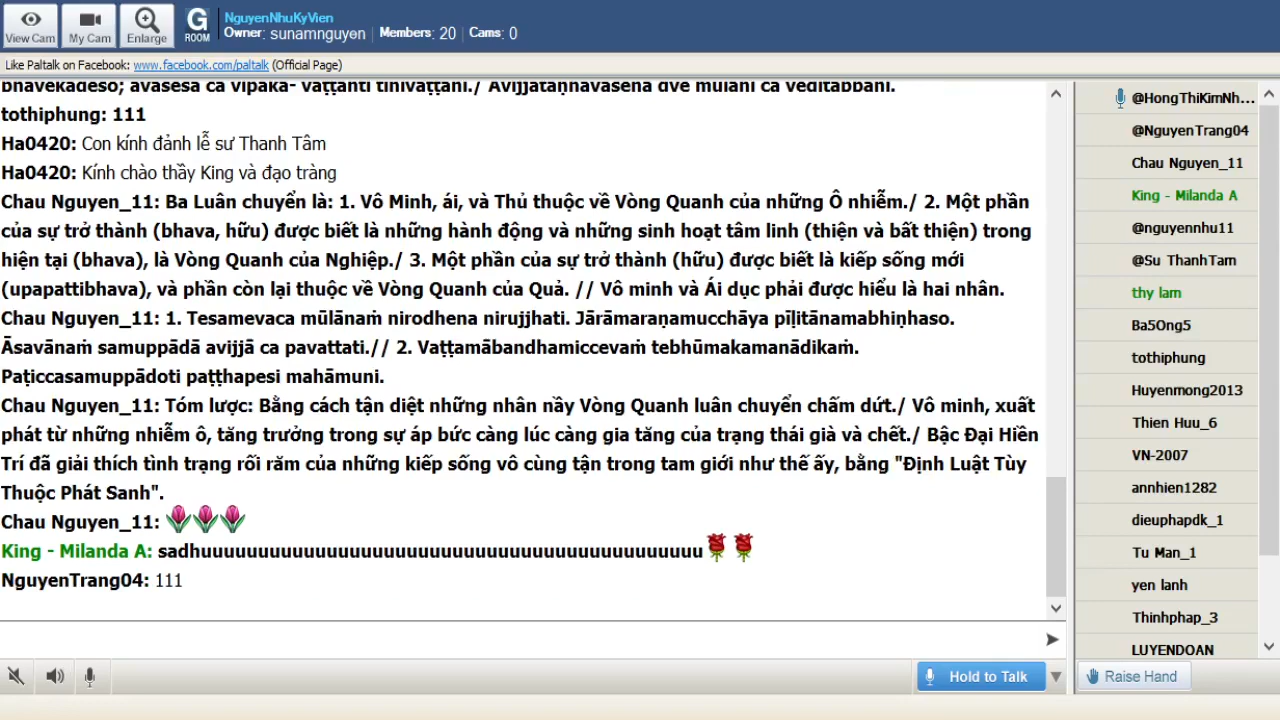 View Cam
My Cam
Enlarge
G
ROOM
NguyenNhuKyVien
Owner: sunamnguyen | Members: 20 | Cams: 0
Like Paltalk on Facebook: www.facebook.com/paltalk (Official Page)
bhavekadeso; avasesā ca vipāka- vaṭṭanti tīṇivaṭṭāni./ Avijjātaṇhāvasena dve mūlāni ca veditabbāni.
tothiphung: 111
Ha0420: Con kính đảnh lễ sư Thanh Tâm
Ha0420: Kính chào thầy King và đạo tràng
Chau Nguyen_11: Ba Luân chuyển là: 1. Vô Minh, ái, và Thủ thuộc về Vòng Quanh của những Ô nhiễm./ 2. Một phần
của sự trở thành (bhava, hữu) được biết là những hành động và những sinh hoạt tâm linh (thiện và bất thiện) trong
hiện tại (bhava), là Vòng Quanh của Nghiệp./ 3. Một phần của sự trở thành (hữu) được biết là kiếp sống mới
(upapattibhava), và phần còn lại thuộc về Vòng Quanh của Quả. // Vô minh và Ái dục phải được hiểu là hai nhân.
Chau Nguyen_11: 1. Tesamevaca mūlānaṁ nirodhena nirujjhati. Jārāmaraṇamucchāya pīḷitānamabhiṇhaso.
Āsavānaṁ samuppādā avijjā ca pavattati.// 2. Vaṭṭamābandhamiccevaṁ tebhūmakamanādikaṁ.
Paṭiccasamuppādoti paṭṭhapesi mahāmuni.
Chau Nguyen_11: Tóm lược: Bằng cách tận diệt những nhân nầy Vòng Quanh luân chuyển chấm dứt./ Vô minh, xuất
phát từ những nhiễm ô, tăng trưởng trong sự áp bức càng lúc càng gia tăng của trạng thái già và chết./ Bậc Đại Hiền
Trí đã giải thích tình trạng rối răm của những kiếp sống vô cùng tận trong tam giới như thế ấy, bằng "Định Luật Tùy
Thuộc Phát Sanh".
Chau Nguyen_11:
King - Milanda A: sadhuuuuuuuuuuuuuuuuuuuuuuuuuuuuuuuuuuuuuuuuuuuu
NguyenTrang04: 111
Hold to Talk
@HongThiKimNh...
@NguyenTrang04
Chau Nguyen_11
King - Milanda A
@nguyennhu11
@Su ThanhTam
thy lam
Ba5Ong5
tothiphung
Huyenmong2013
Thien Huu_6
VN-2007
annhien1282
dieuphapdk_1
Tu Man_1
yen lanh
Thinhphap_3
LUYENDOAN
Raise Hand